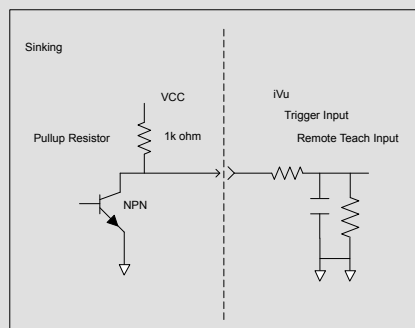 Sinking
VCC
iVu
Trigger Input
Pullup Resistor
1k ohm
Remote Teach Input
NPN